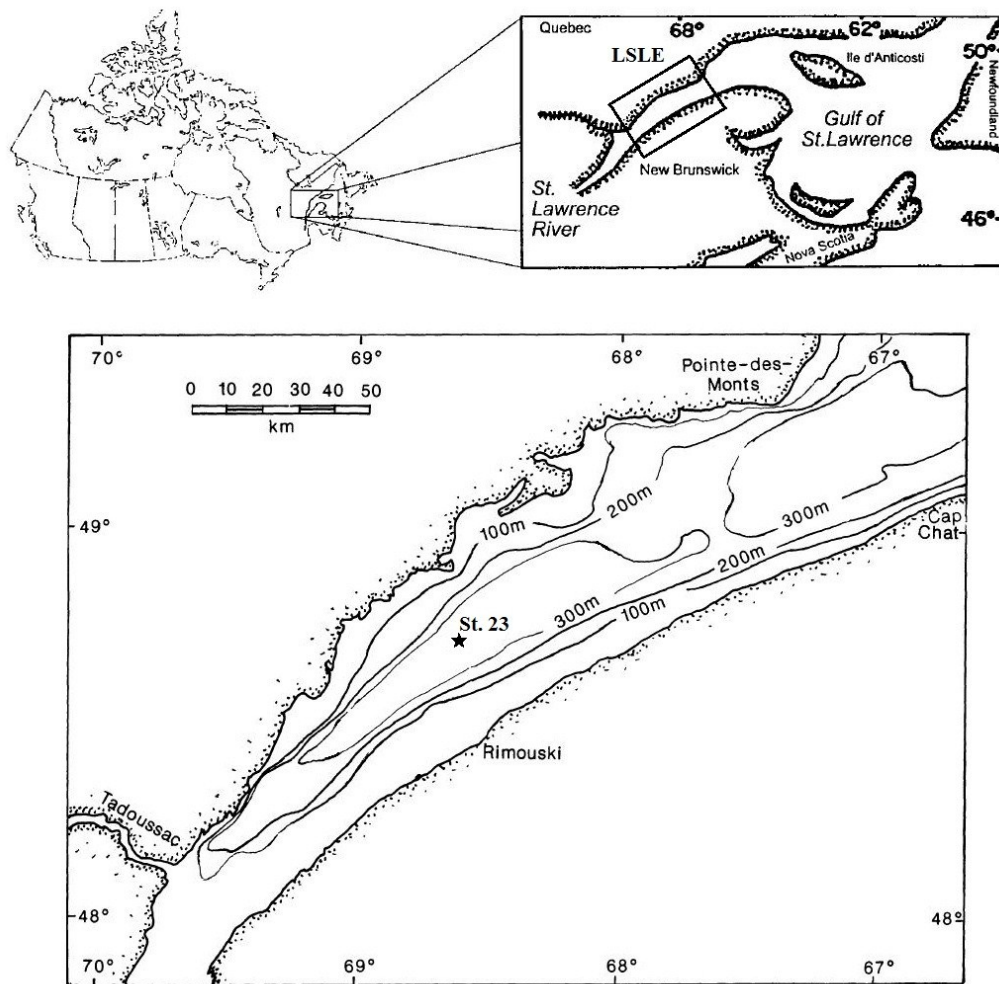 Quebec
68°
62°
50°
LSLE
Ile d'Anticosti
Newfoundland
Gulf of
St.Lawrence
New Brunswick
St.
Lawrence
River
46°
Nova Scotia
70°
69°
68°
67°
0 10 20 30 40 50
km
Pointe-des-
Monts
49°
100m
200m
300m
Cap
Chat
St. 23
300m
200m
100m
Rimouski
Tadoussac
48°
48°
70°
69°
68°
67°